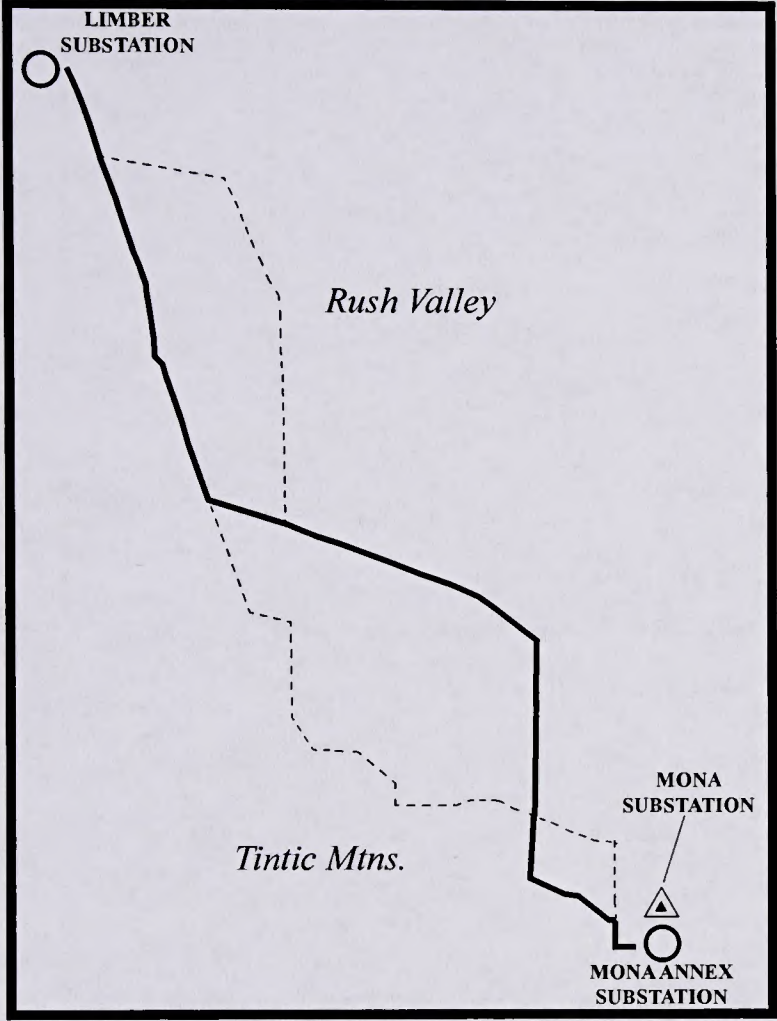 LIMBER
SUBSTATION
Rush Valley
MONA
SUBSTATION
Tintic Mtns.
MONA ANNEX
SUBSTATION